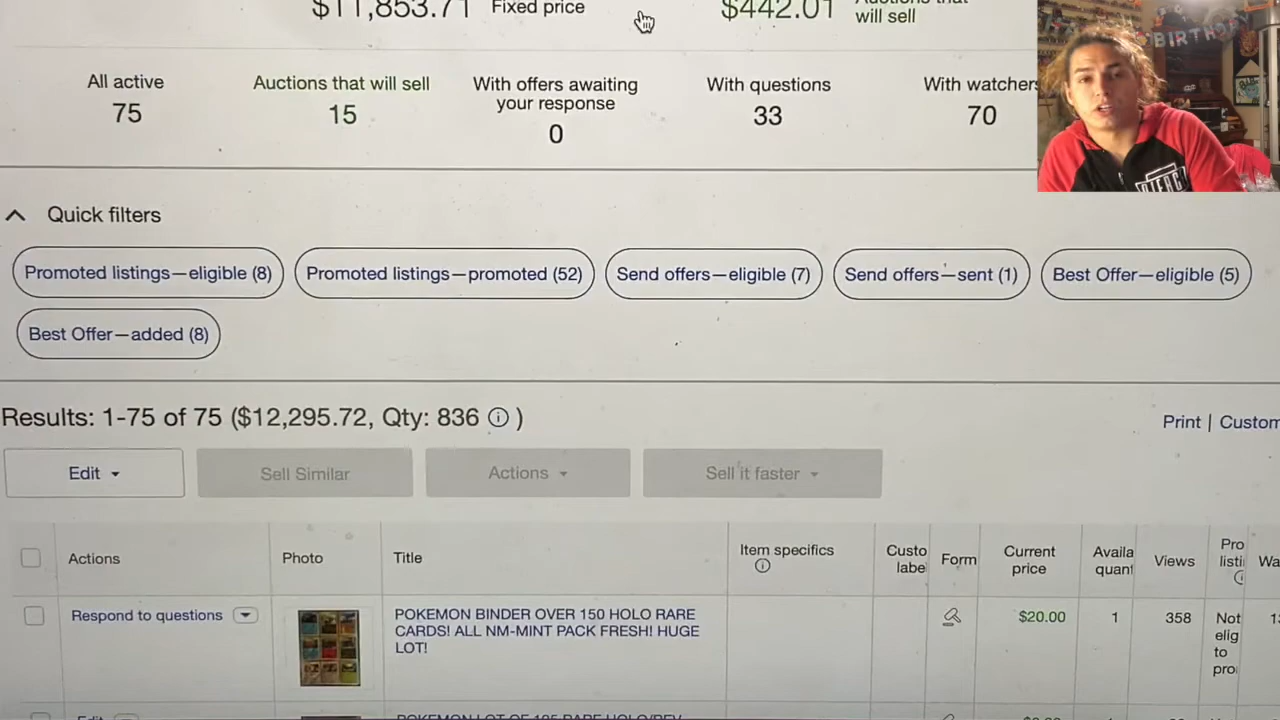 $11,853.71 Fixed price
$442.01 Auctions that
will sell
BIRTHDAY
All active
75
Auctions that will sell
15
With offers awaiting
your response
0
With questions
33
With watchers
70
Quick filters
Promoted listings—eligible (8)
Promoted listings—promoted (52)
Send offers—eligible (7)
Send offers—sent (1)
Best Offer—eligible (5)
Best Offer—added (8)
Results: 1-75 of 75 ($12,295.72, Qty: 836 ⓘ )
Print | Custom
Edit
Sell Similar
Actions
Sell it faster
Actions
Photo
Title
Item specifics
Custo
labe
Form
Current
price
Availa
quant
Views
Pro
listi
Wa
Respond to questions
POKEMON BINDER OVER 150 HOLO RARE
CARDS! ALL NM-MINT PACK FRESH! HUGE
LOT!
$20.00
1
358
Not
elig
to
pro
Edit